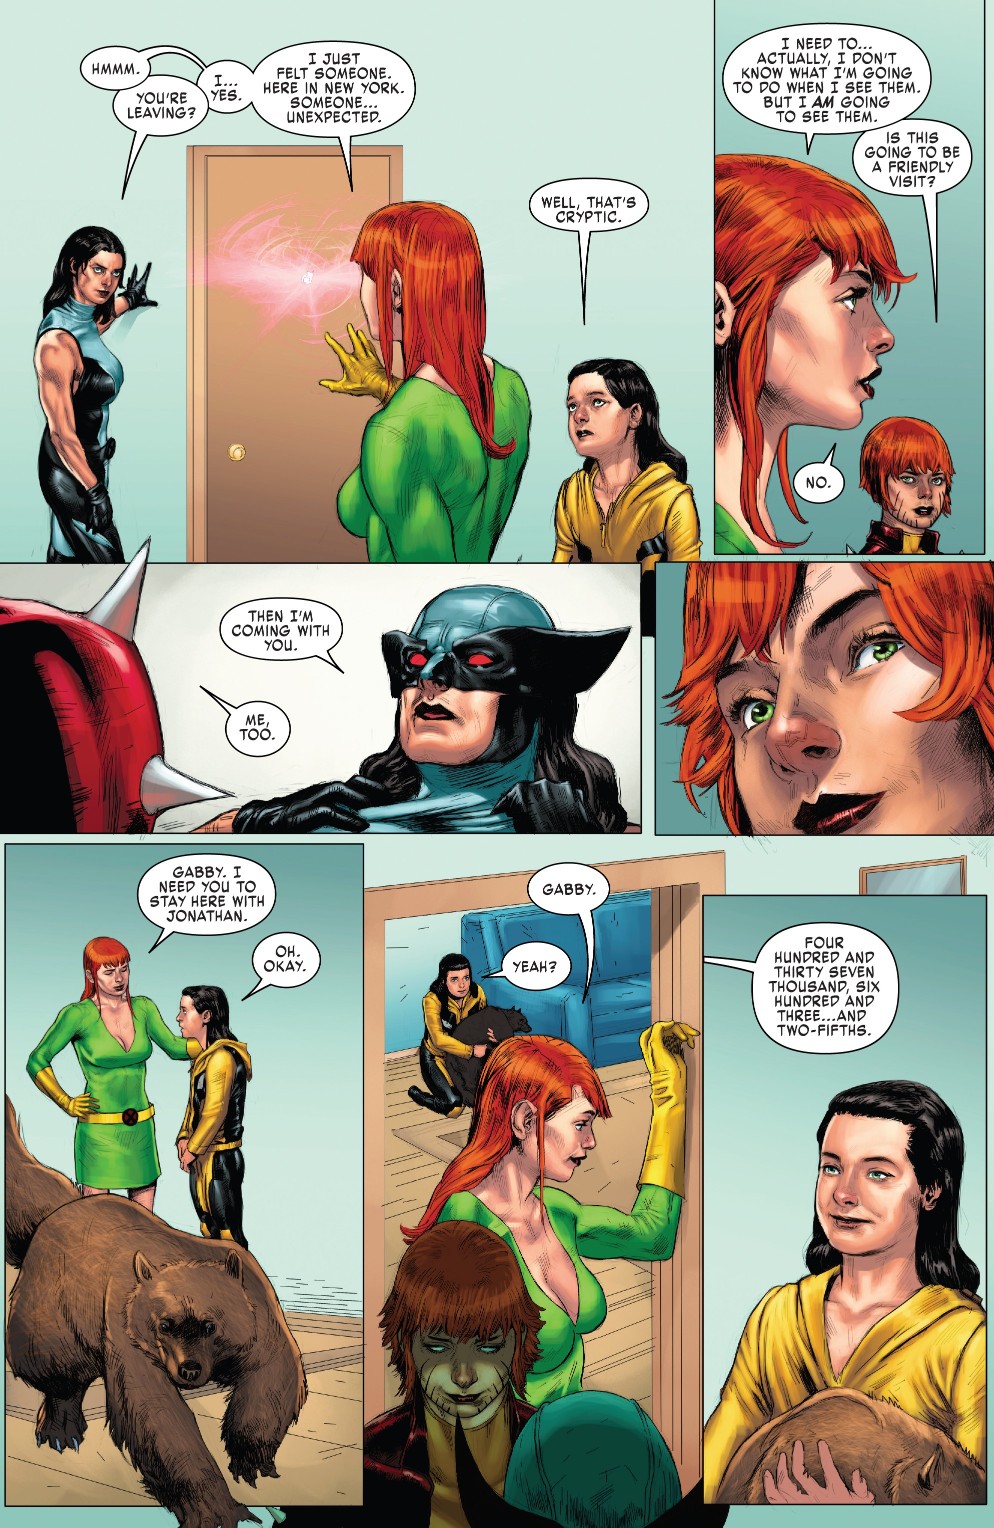 HMMM.
YOU'RE
LEAVING?
I...
YES.
I JUST
FELT SOMEONE.
HERE IN NEW YORK.
SOMEONE...
UNEXPECTED.
WELL, THAT'S
CRYPTIC.
I NEED TO...
ACTUALLY, I DON'T
KNOW WHAT I'M GOING
TO DO WHEN I SEE THEM.
BUT I AM GOING
TO SEE THEM.
IS THIS
GOING TO BE
A FRIENDLY
VISIT?
NO.
THEN I'M
COMING WITH
YOU.
ME,
TOO.
GABBY. I
NEED YOU TO
STAY HERE WITH
JONATHAN.
OH.
OKAY.
GABBY.
YEAH?
FOUR
HUNDRED AND
THIRTY SEVEN
THOUSAND, SIX
HUNDRED AND
THREE...AND
TWO-FIFTHS.